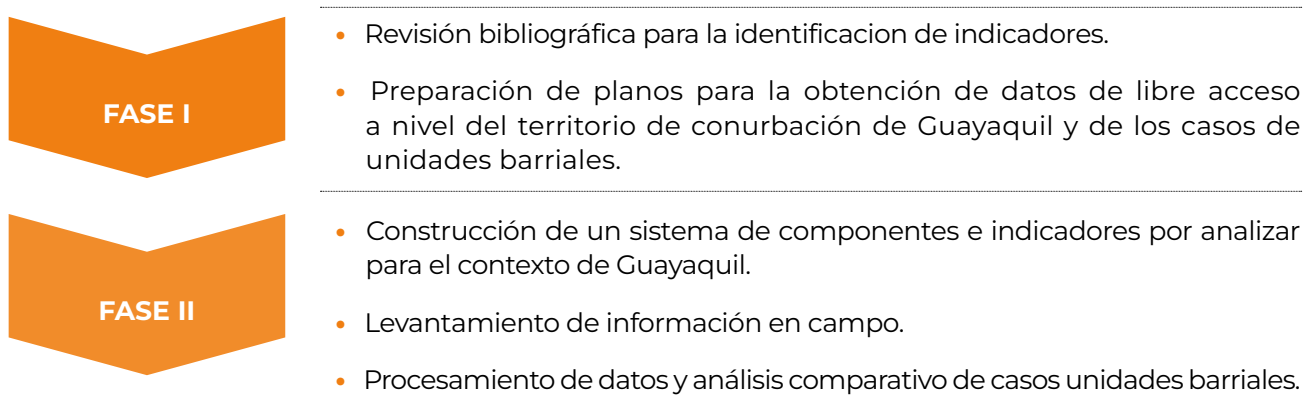 FASE I
• Revisión bibliográfica para la identificacion de indicadores.
• Preparación de planos para la obtención de datos de libre acceso
a nivel del territorio de conurbación de Guayaquil y de los casos de
unidades barriales.
FASE II
• Construcción de un sistema de componentes e indicadores por analizar
para el contexto de Guayaquil.
• Levantamiento de información en campo.
• Procesamiento de datos y análisis comparativo de casos unidades barriales.